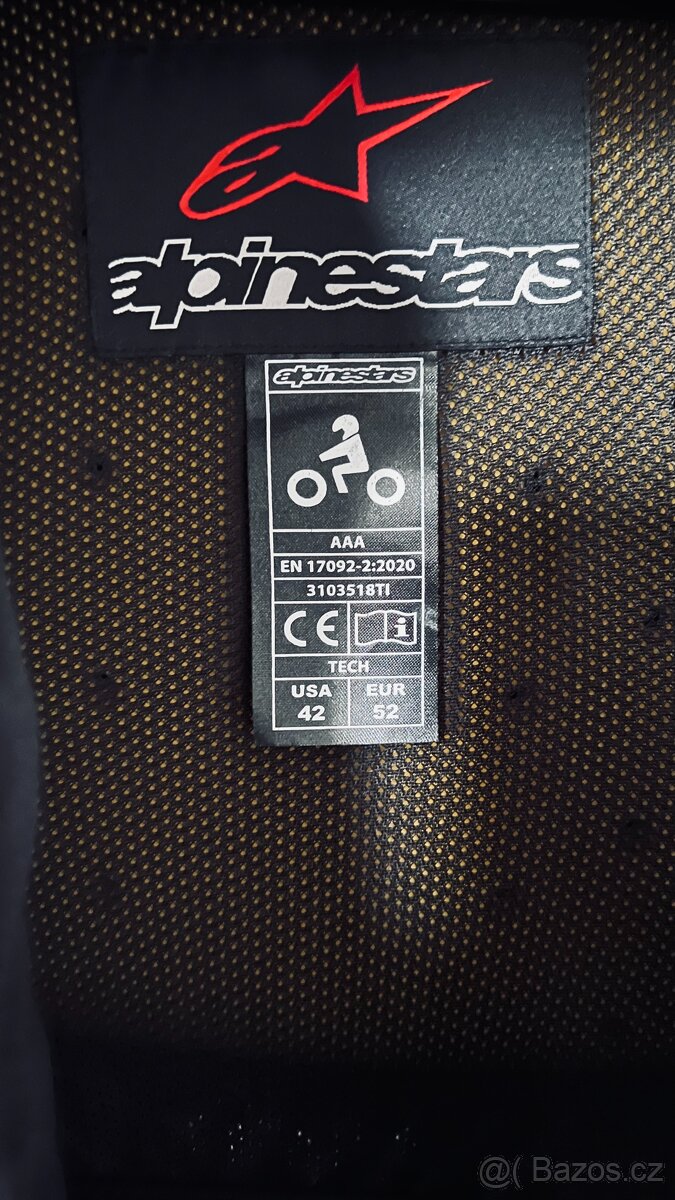 alpinestars
alpinestars
AAA
EN 17092-2:2020
3103518TI
CE i
TECH
USA EUR
42 52
@( Bazos.cz